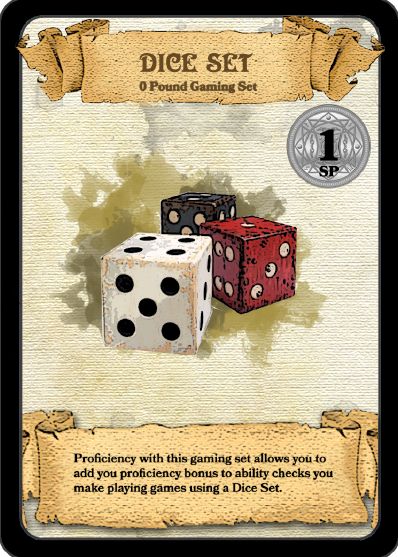 DICE SET
0 Pound Gaming Set
1
SP
Proficiency with this gaming set allows you to
add you proficiency bonus to ability checks you
make playing games using a Dice Set.